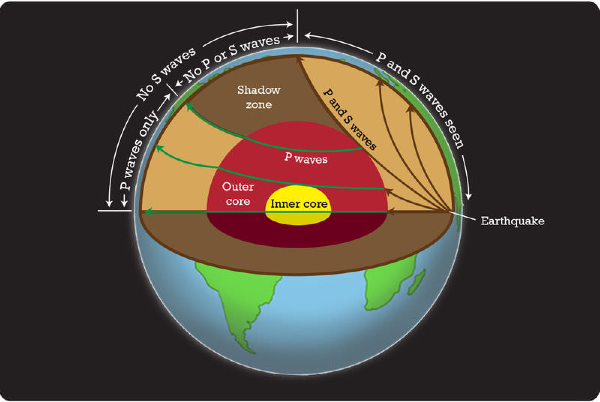 No S waves
No P or S waves
P waves only
P and S waves seen
Shadow
zone
P and S waves
P waves
Outer
core
Inner core
Earthquake